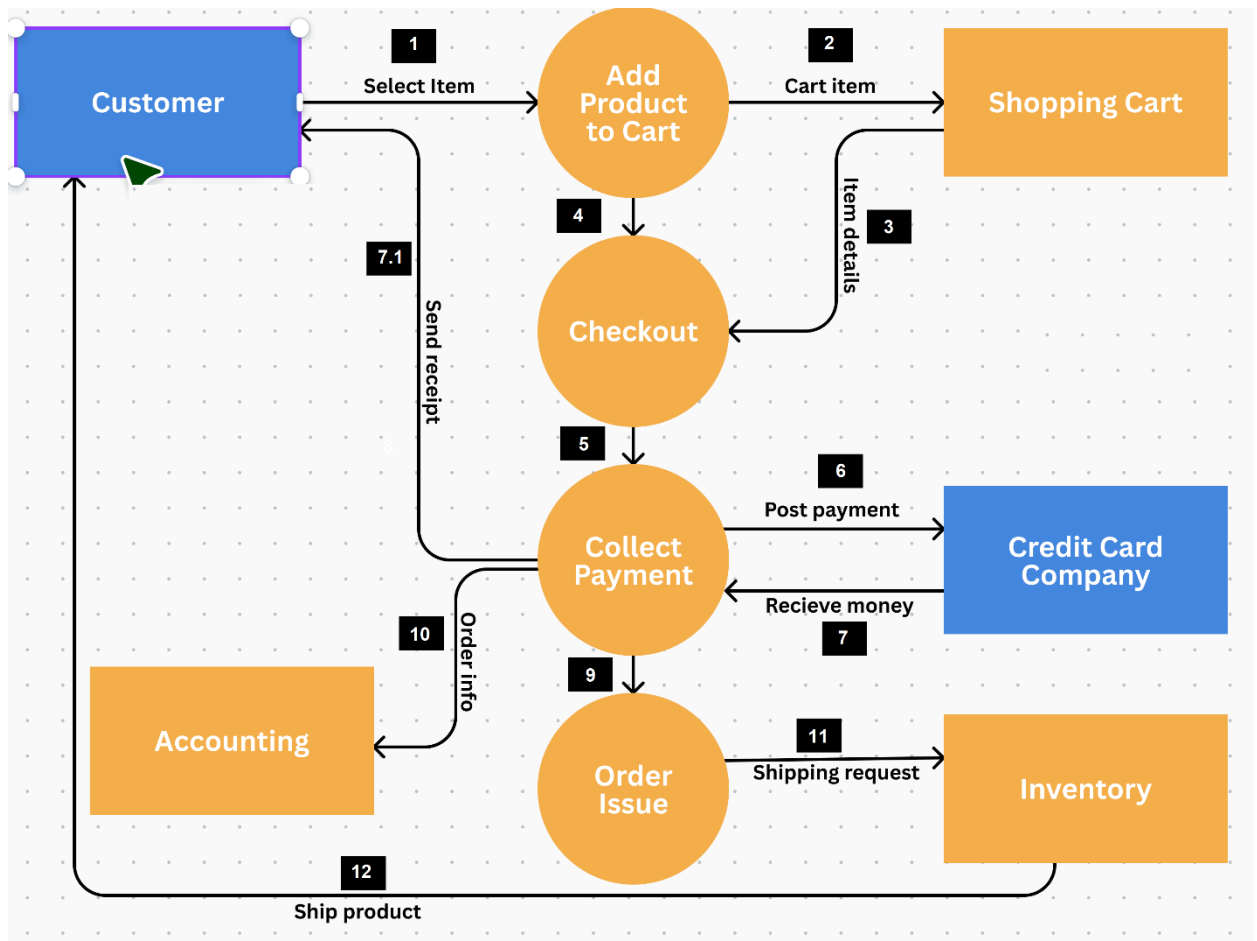 1
2
Customer
Select Item
Add
Product
to Cart
Cart item
Shopping Cart
4
Item details
3
7.1
Send receipt
Checkout
5
6
Post payment
Collect
Payment
Credit Card
Company
Recieve money
7
10
Order info
9
Accounting
11
Shipping request
Order
Issue
Inventory
12
Ship product